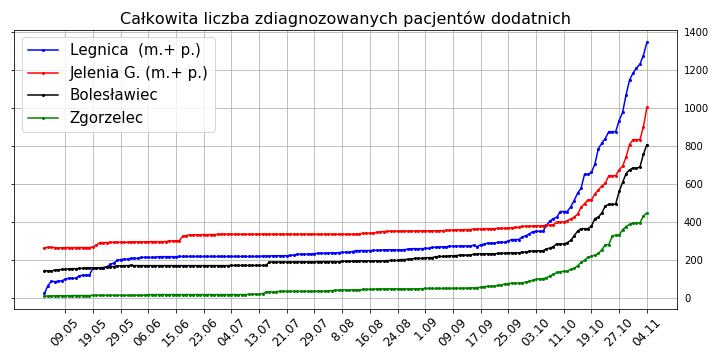 Całkowita liczba zdiagnozowanych pacjentów dodatnich
Legnica (m.+ p.)
Jelenia G. (m.+ p.)
Bolesławiec
Zgorzelec
1400
1200
1000
800
600
400
200
0
09.05 19.05 29.05 06.06 15.06 23.06 04.07 13.07 21.07 29.07 8.08 16.08 24.08 1.09 09.09 17.09 25.09 03.10 11.10 19.10 27.10 04.11